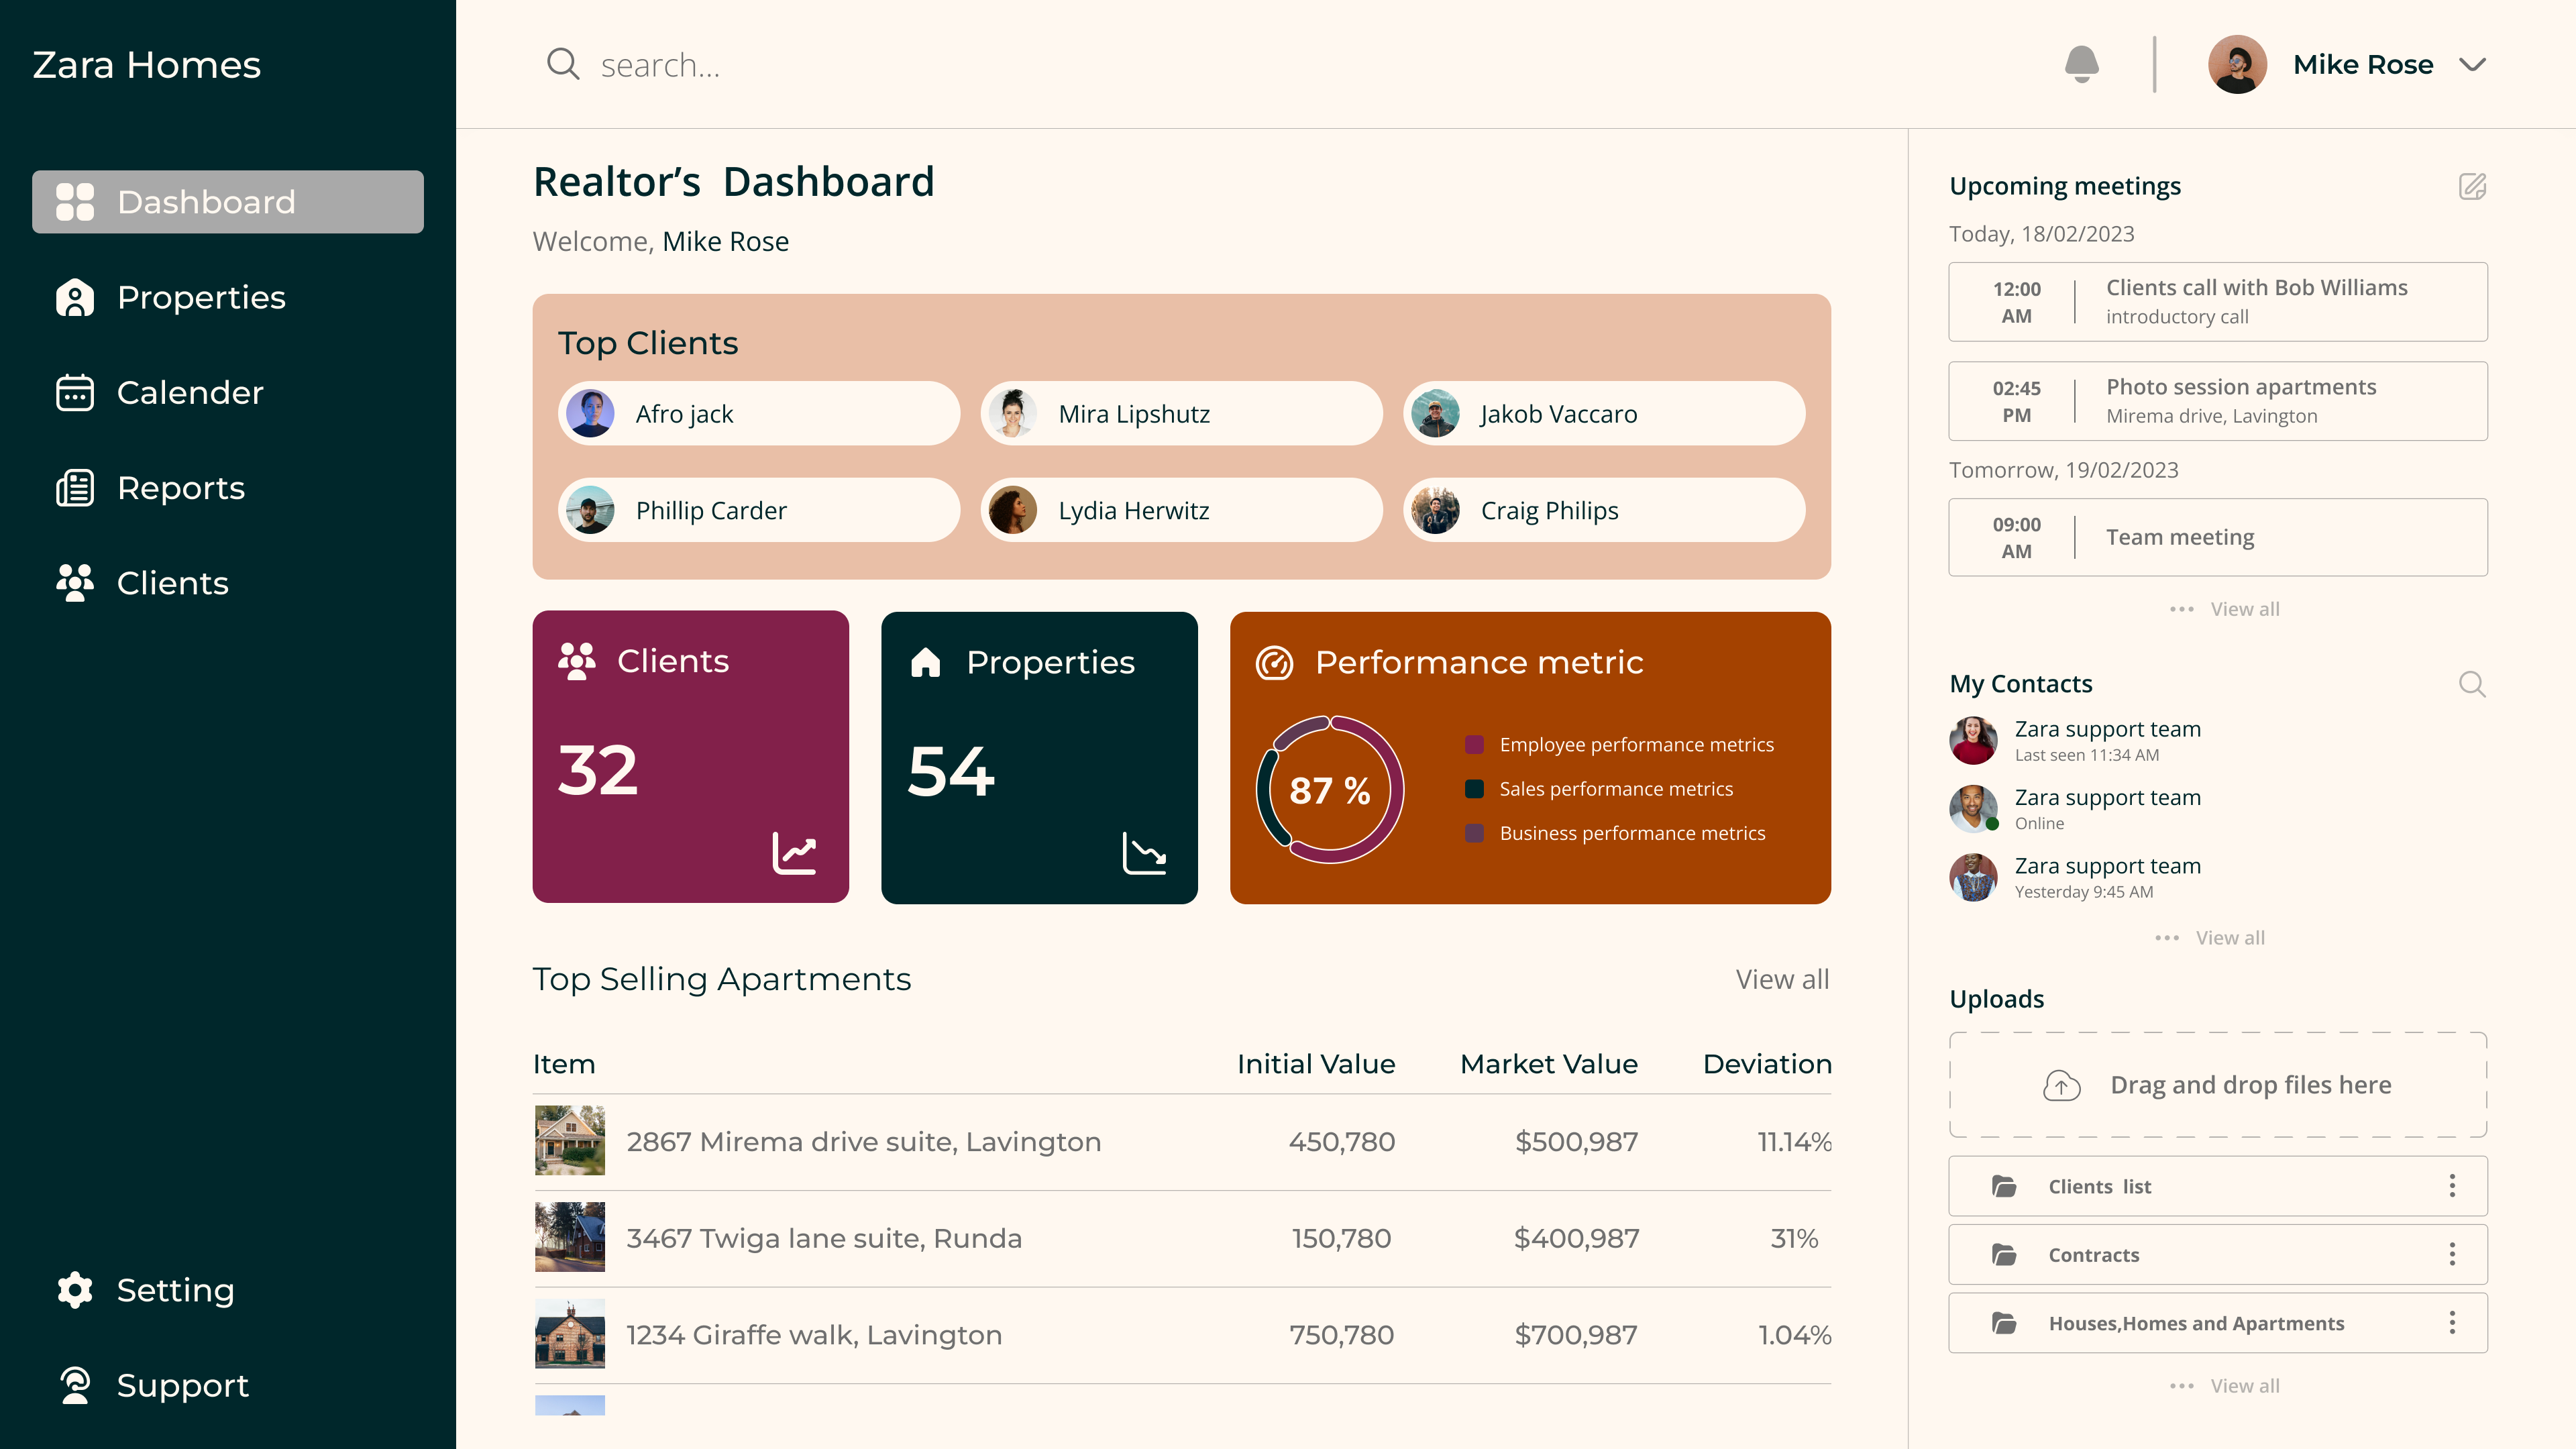 Zara Homes
Dashboard
Properties
Calender
Reports
Clients
Setting
Support
search...
Mike Rose
Realtor’s Dashboard
Welcome, Mike Rose
Top Clients
Afro jack
Mira Lipshutz
Jakob Vaccaro
Phillip Carder
Lydia Herwitz
Craig Philips
Clients
32
Properties
54
Performance metric
87 %
Employee performance metrics
Sales performance metrics
Business performance metrics
Top Selling Apartments
View all
Item Initial Value Market Value Deviation
2867 Mirema drive suite, Lavington 450,780 $500,987 11.14%
3467 Twiga lane suite, Runda 150,780 $400,987 31%
1234 Giraffe walk, Lavington 750,780 $700,987 1.04%
Upcoming meetings
Today, 18/02/2023
12:00
AM
Clients call with Bob Williams
introductory call
02:45
PM
Photo session apartments
Mirema drive, Lavington
Tomorrow, 19/02/2023
09:00
AM
Team meeting
View all
My Contacts
Zara support team
Last seen 11:34 AM
Zara support team
Online
Zara support team
Yesterday 9:45 AM
View all
Uploads
Drag and drop files here
Clients list
Contracts
Houses,Homes and Apartments
View all